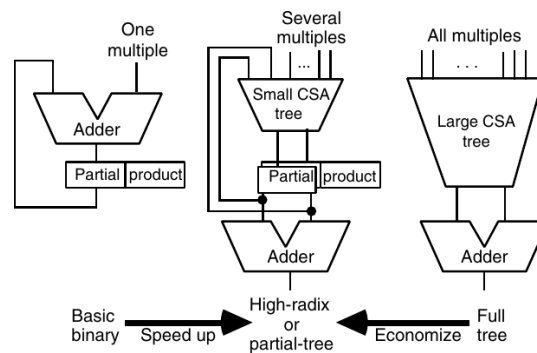 One
multiple
Adder
Partial product
Several
multiples
...
Small CSA
tree
Partial product
Adder
All multiples
. . .
Large CSA
tree
Adder
Basic
binary
Speed up
High-radix
or
partial-tree
Economize
Full
tree